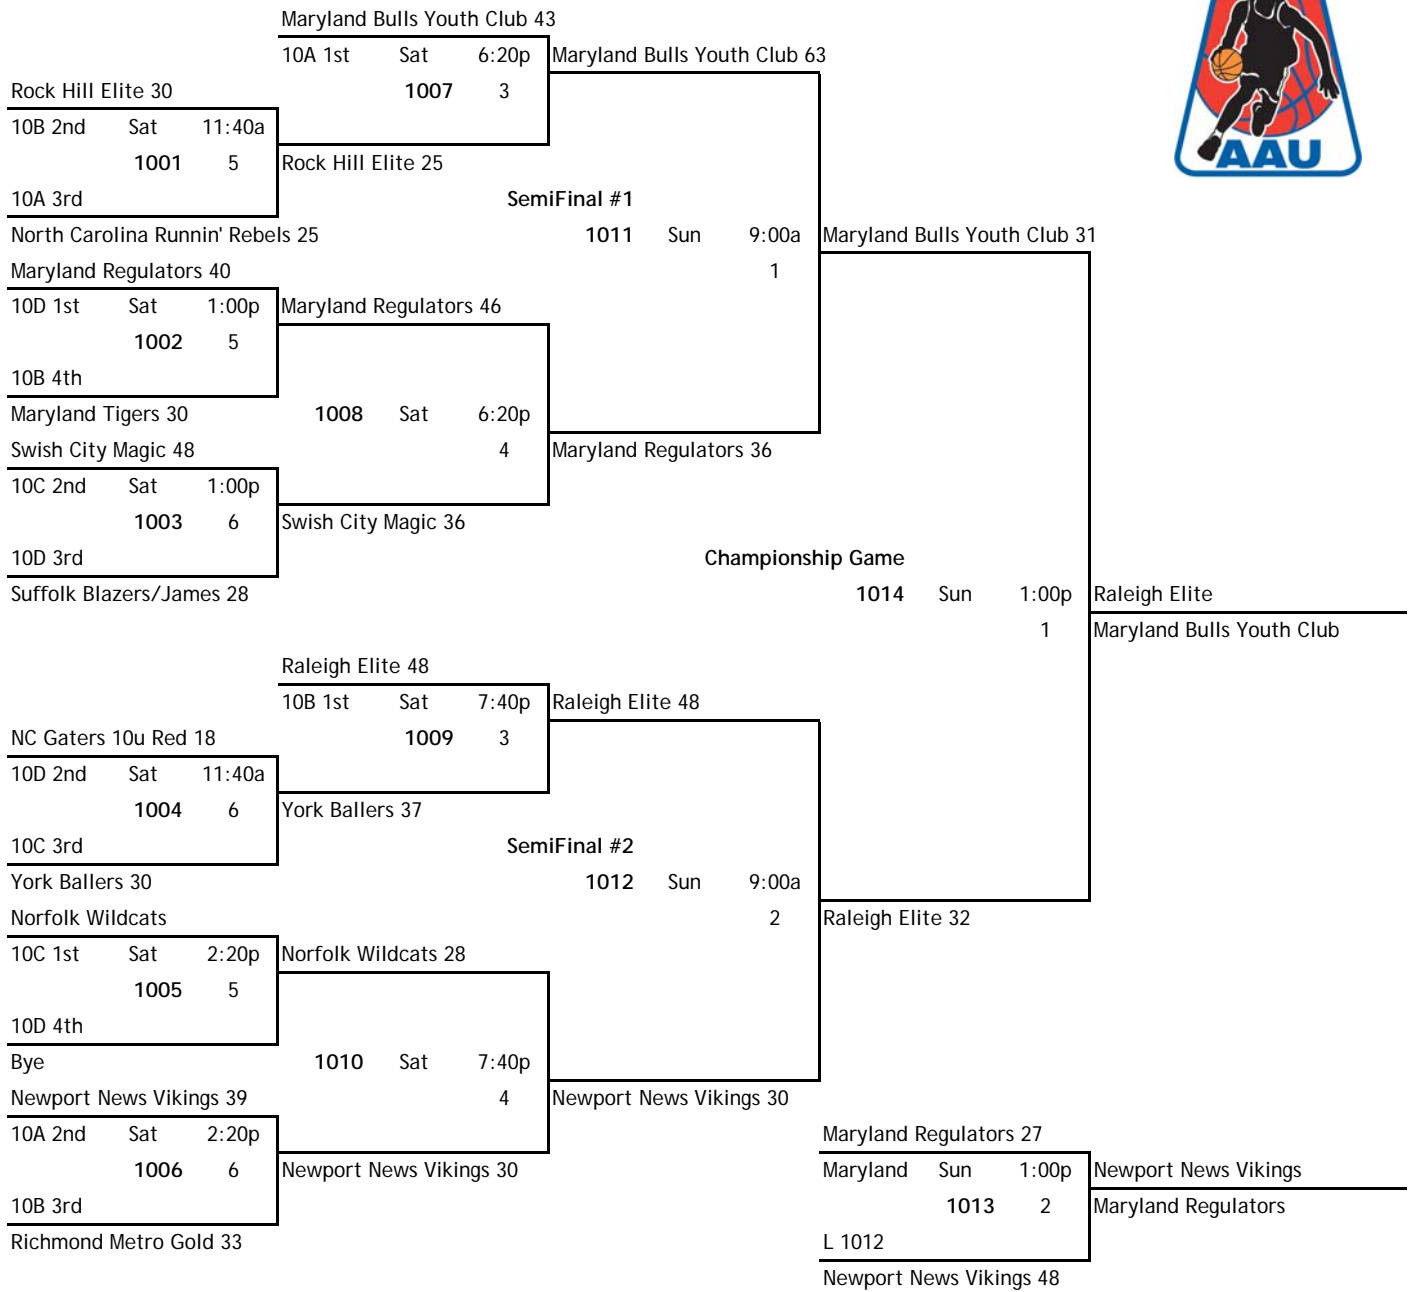 Maryland Bulls Youth Club 43
10A 1st Sat 6:20p Maryland Bulls Youth Club 63
Rock Hill Elite 30 1007 3
10B 2nd Sat 11:40a
1001 5 Rock Hill Elite 25
10A 3rd SemiFinal #1
North Carolina Runnin' Rebels 25 1011 Sun 9:00a Maryland Bulls Youth Club 31
Maryland Regulators 40 1
10D 1st Sat 1:00p Maryland Regulators 46
1002 5
10B 4th
Maryland Tigers 30 1008 Sat 6:20p
Swish City Magic 48 4 Maryland Regulators 36
10C 2nd Sat 1:00p
1003 6 Swish City Magic 36
10D 3rd Championship Game
Suffolk Blazers/James 28 1014 Sun 1:00p Raleigh Elite
1 Maryland Bulls Youth Club
Raleigh Elite 48
10B 1st Sat 7:40p Raleigh Elite 48
NC Gaters 10u Red 18 1009 3
10D 2nd Sat 11:40a
1004 6 York Ballers 37
10C 3rd SemiFinal #2
York Ballers 30 1012 Sun 9:00a
Norfolk Wildcats 2 Raleigh Elite 32
10C 1st Sat 2:20p Norfolk Wildcats 28
1005 5
10D 4th
Bye 1010 Sat 7:40p
Newport News Vikings 39 4 Newport News Vikings 30
10A 2nd Sat 2:20p Maryland Regulators 27
1006 6 Newport News Vikings 30 Maryland Sun 1:00p Newport News Vikings
10B 3rd 1013 2 Maryland Regulators
Richmond Metro Gold 33 L 1012
Newport News Vikings 48
AAU